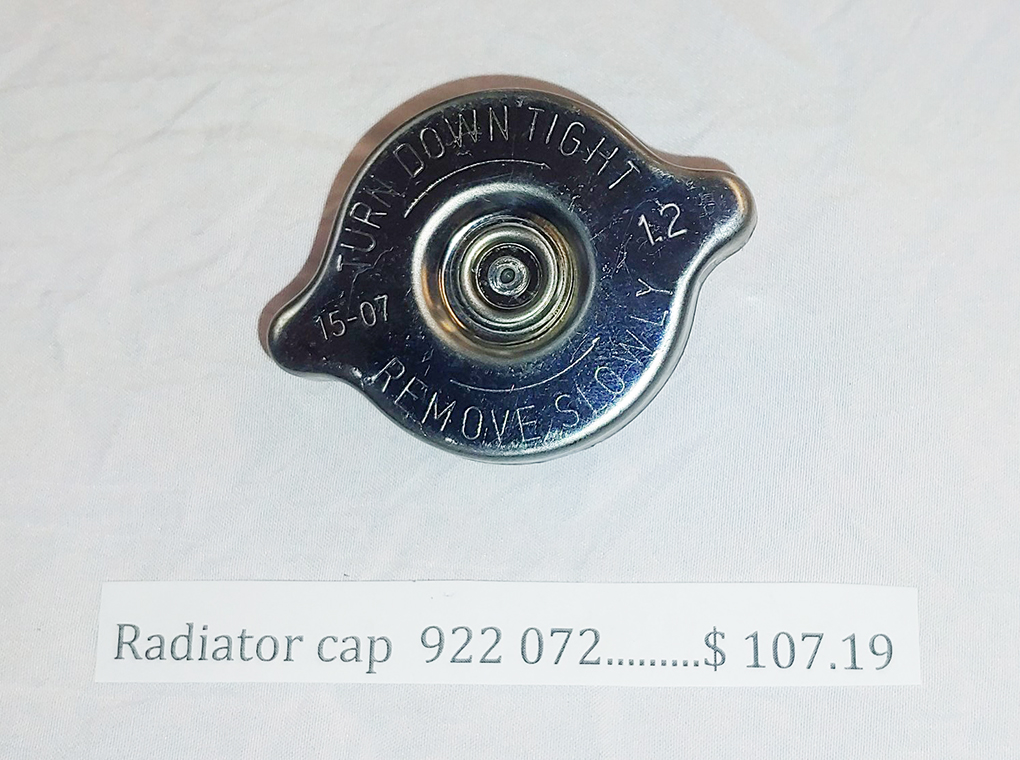 TURN DOWN TIGHT
1.2
15-07
REMOVE SLOWLY
Radiator cap 922 072.........$ 107.19